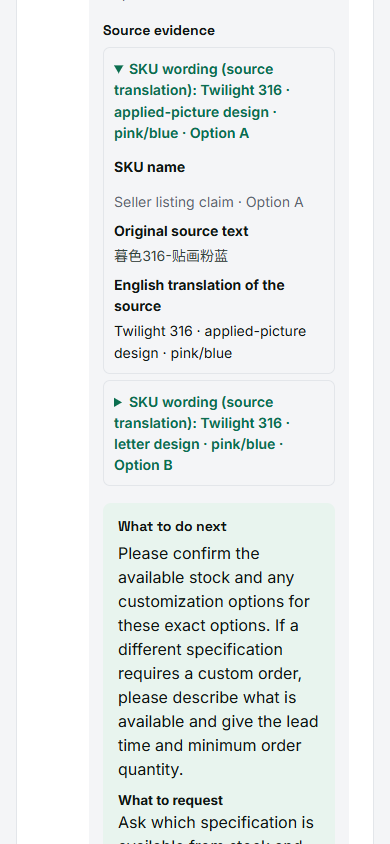 Source evidence
▼ SKU wording (source
translation): Twilight 316 ·
applied-picture design ·
pink/blue · Option A
SKU name
Seller listing claim · Option A
Original source text
暮色316-贴画粉蓝
English translation of the
source
Twilight 316 · applied-picture
design · pink/blue
▶ SKU wording (source
translation): Twilight 316 ·
letter design · pink/blue ·
Option B
What to do next
Please confirm the
available stock and any
customization options for
these exact options. If a
different specification
requires a custom order,
please describe what is
available and give the lead
time and minimum order
quantity.
What to request
Ask which specification is
available from stock and